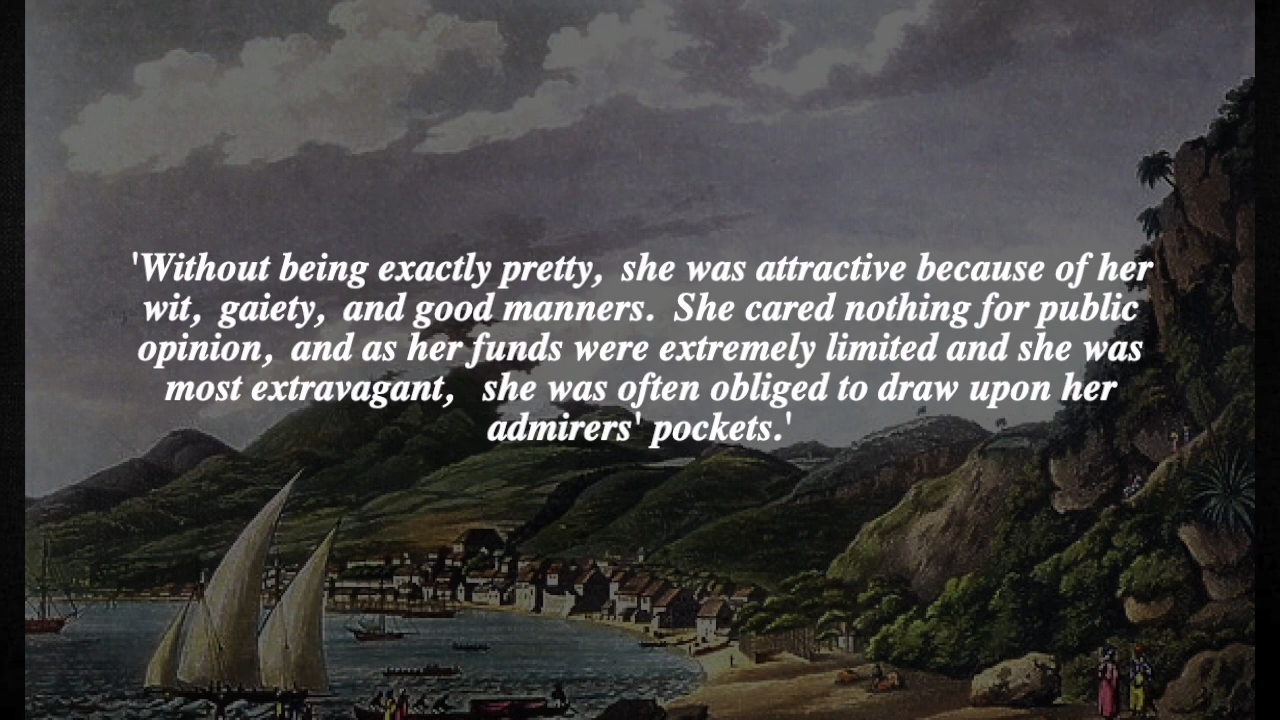 'Without being exactly pretty, she was attractive because of her
wit, gaiety, and good manners. She cared nothing for public
opinion, and as her funds were extremely limited and she was
most extravagant, she was often obliged to draw upon her
admirers' pockets.'